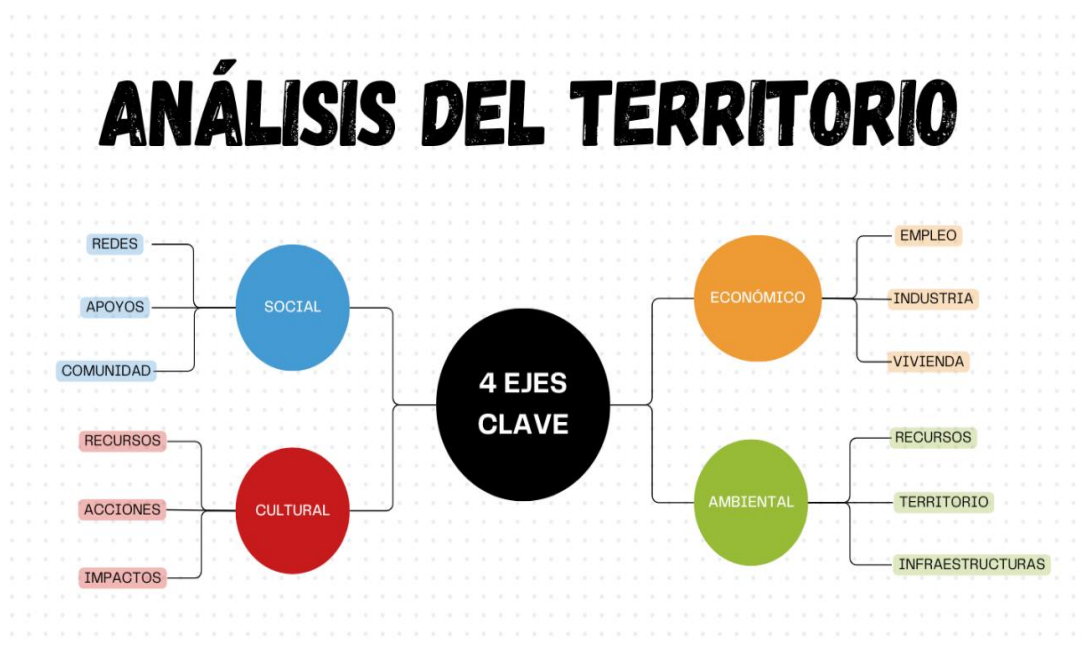 ANÁLISIS DEL TERRITORIO
REDES
APOYOS
COMUNIDAD
SOCIAL
RECURSOS
ACCIONES
IMPACTOS
CULTURAL
4 EJES
CLAVE
ECONÓMICO
EMPLEO
INDUSTRIA
VIVIENDA
AMBIENTAL
RECURSOS
TERRITORIO
INFRAESTRUCTURAS